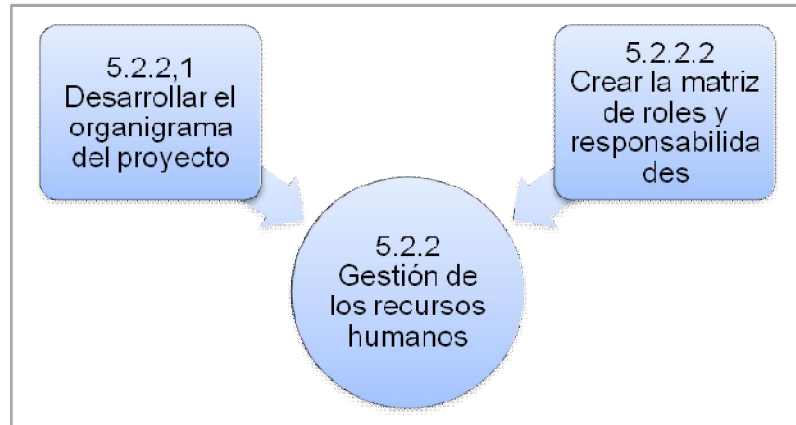 5.2.2,1
Desarrollar el
organigrama
del proyecto
5.2.2.2
Crear la matriz
de roles y
responsabilida
des
5.2.2
Gestión de
los recursos
humanos